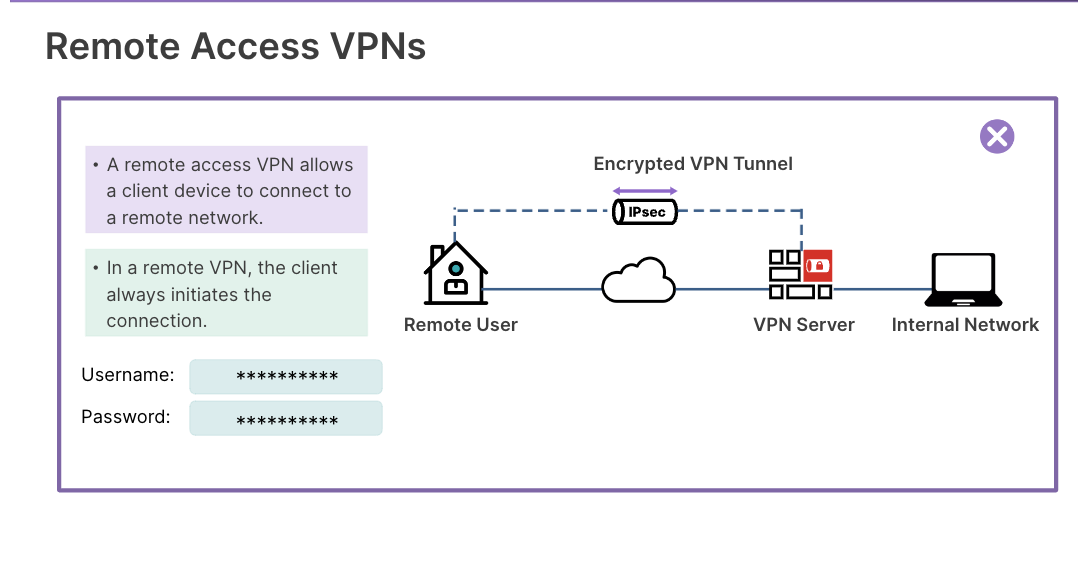 Remote Access VPNs
• A remote access VPN allows
a client device to connect to
a remote network.
• In a remote VPN, the client
always initiates the
connection.
Username: **********
Password: **********
Encrypted VPN Tunnel
IPsec
Remote User
VPN Server
Internal Network